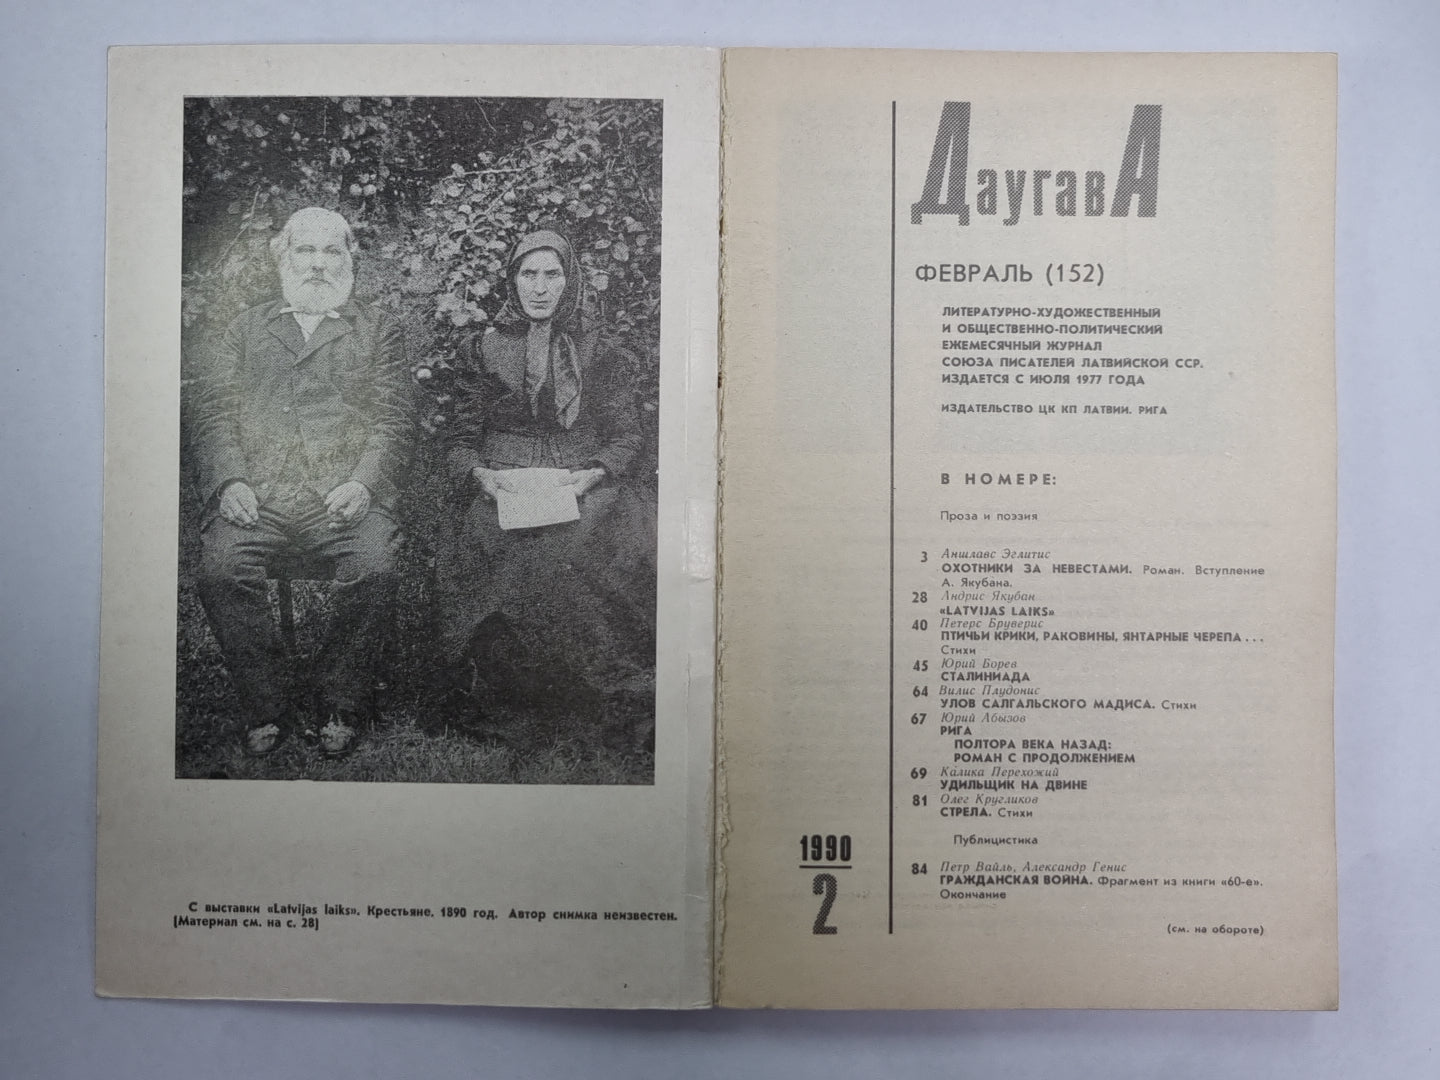 С выставки «Latvijas laiks». Крестьяне. 1890 год. Автор снимка неизвестен.
(Материал см. на с. 28)
ДаугавА
ФЕВРАЛЬ (152)
ЛИТЕРАТУРНО-ХУДОЖЕСТВЕННЫЙ
И ОБЩЕСТВЕННО-ПОЛИТИЧЕСКИЙ
ЕЖЕМЕСЯЧНЫЙ ЖУРНАЛ
СОЮЗА ПИСАТЕЛЕЙ ЛАТВИЙСКОЙ ССР.
ИЗДАЕТСЯ С ИЮЛЯ 1977 ГОДА
ИЗДАТЕЛЬСТВО ЦК КП ЛАТВИИ. РИГА
В НОМЕРЕ:
Проза и поэзия
3 Аншлавс Эглитис
ОХОТНИКИ ЗА НЕВЕСТАМИ. Роман. Вступление
А. Якубана.
28 Андрис Якубан
«LATVIJAS LAIKS»
40 Петерс Бруверис
ПТИЧЬИ КРИКИ, РАКОВИНЫ, ЯНТАРНЫЕ ЧЕРЕПА . . .
Стихи
45 Юрий Борев
СТАЛИНИАДА
64 Вилис Плудонис
УЛОВ САЛГАЛЬСКОГО МАДИСА. Стихи
67 Юрий Абызов
РИГА
ПОЛТОРА ВЕКА НАЗАД:
РОМАН С ПРОДОЛЖЕНИЕМ
69 Калика Перехожий
УДИЛЬЩИК НА ДВИНЕ
81 Олег Кругликов
СТРЕЛА. Стихи
Публицистика
84 Петр Вайль, Александр Генис
ГРАЖДАНСКАЯ ВОЙНА. Фрагмент из книги «60-е».
Окончание
(см. на обороте)
1990
2